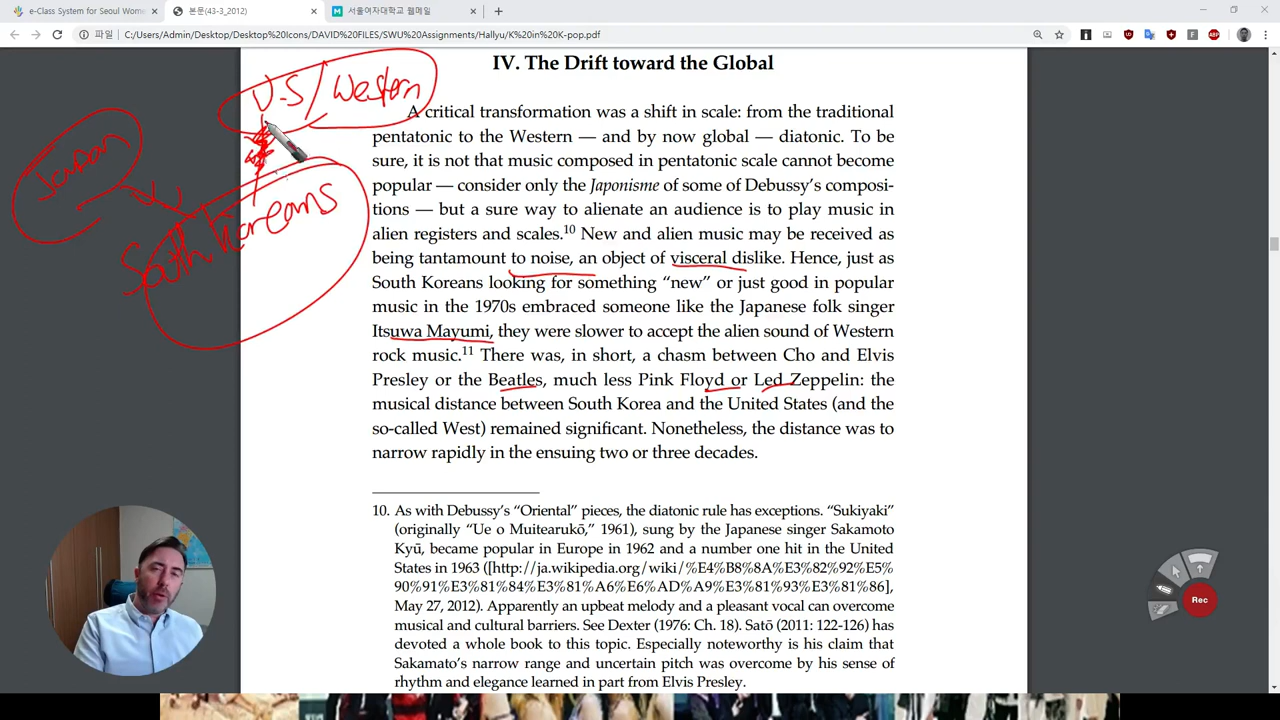 e-Class System for Seoul Wome
본문(43-3_2012)
서울여자대학교 웹메일
파일
C:/Users/Admin/Desktop/Desktop%20Icons/DAVID%20FILES/SWU%20Assignments/Hallyu/K%20in%20K-pop.pdf
IV. The Drift toward the Global
U.S/Western
Japan
South Koreans
A critical transformation was a shift in scale: from the traditional
pentatonic to the Western — and by now global — diatonic. To be
sure, it is not that music composed in pentatonic scale cannot become
popular — consider only the Japonisme of some of Debussy’s composi-
tions — but a sure way to alienate an audience is to play music in
alien registers and scales.10 New and alien music may be received as
being tantamount to noise, an object of visceral dislike. Hence, just as
South Koreans looking for something “new” or just good in popular
music in the 1970s embraced someone like the Japanese folk singer
Itsuwa Mayumi, they were slower to accept the alien sound of Western
rock music.11 There was, in short, a chasm between Cho and Elvis
Presley or the Beatles, much less Pink Floyd or Led Zeppelin: the
musical distance between South Korea and the United States (and the
so-called West) remained significant. Nonetheless, the distance was to
narrow rapidly in the ensuing two or three decades.
10. As with Debussy’s “Oriental” pieces, the diatonic rule has exceptions. “Sukiyaki”
(originally “Ue o Muitearukō,” 1961), sung by the Japanese singer Sakamoto
Kyū, became popular in Europe in 1962 and a number one hit in the United
States in 1963 ([http://ja.wikipedia.org/wiki/%E4%B8%8A%E3%82%92%E5%
90%91%E3%81%84%E3%81%A6%E6%AD%A9%E3%81%93%E3%81%86],
May 27, 2012). Apparently an upbeat melody and a pleasant vocal can overcome
musical and cultural barriers. See Dexter (1976: Ch. 18). Satō (2011: 122-126) has
devoted a whole book to this topic. Especially noteworthy is his claim that
Sakamato’s narrow range and uncertain pitch was overcome by his sense of
rhythm and elegance learned in part from Elvis Presley.
Rec